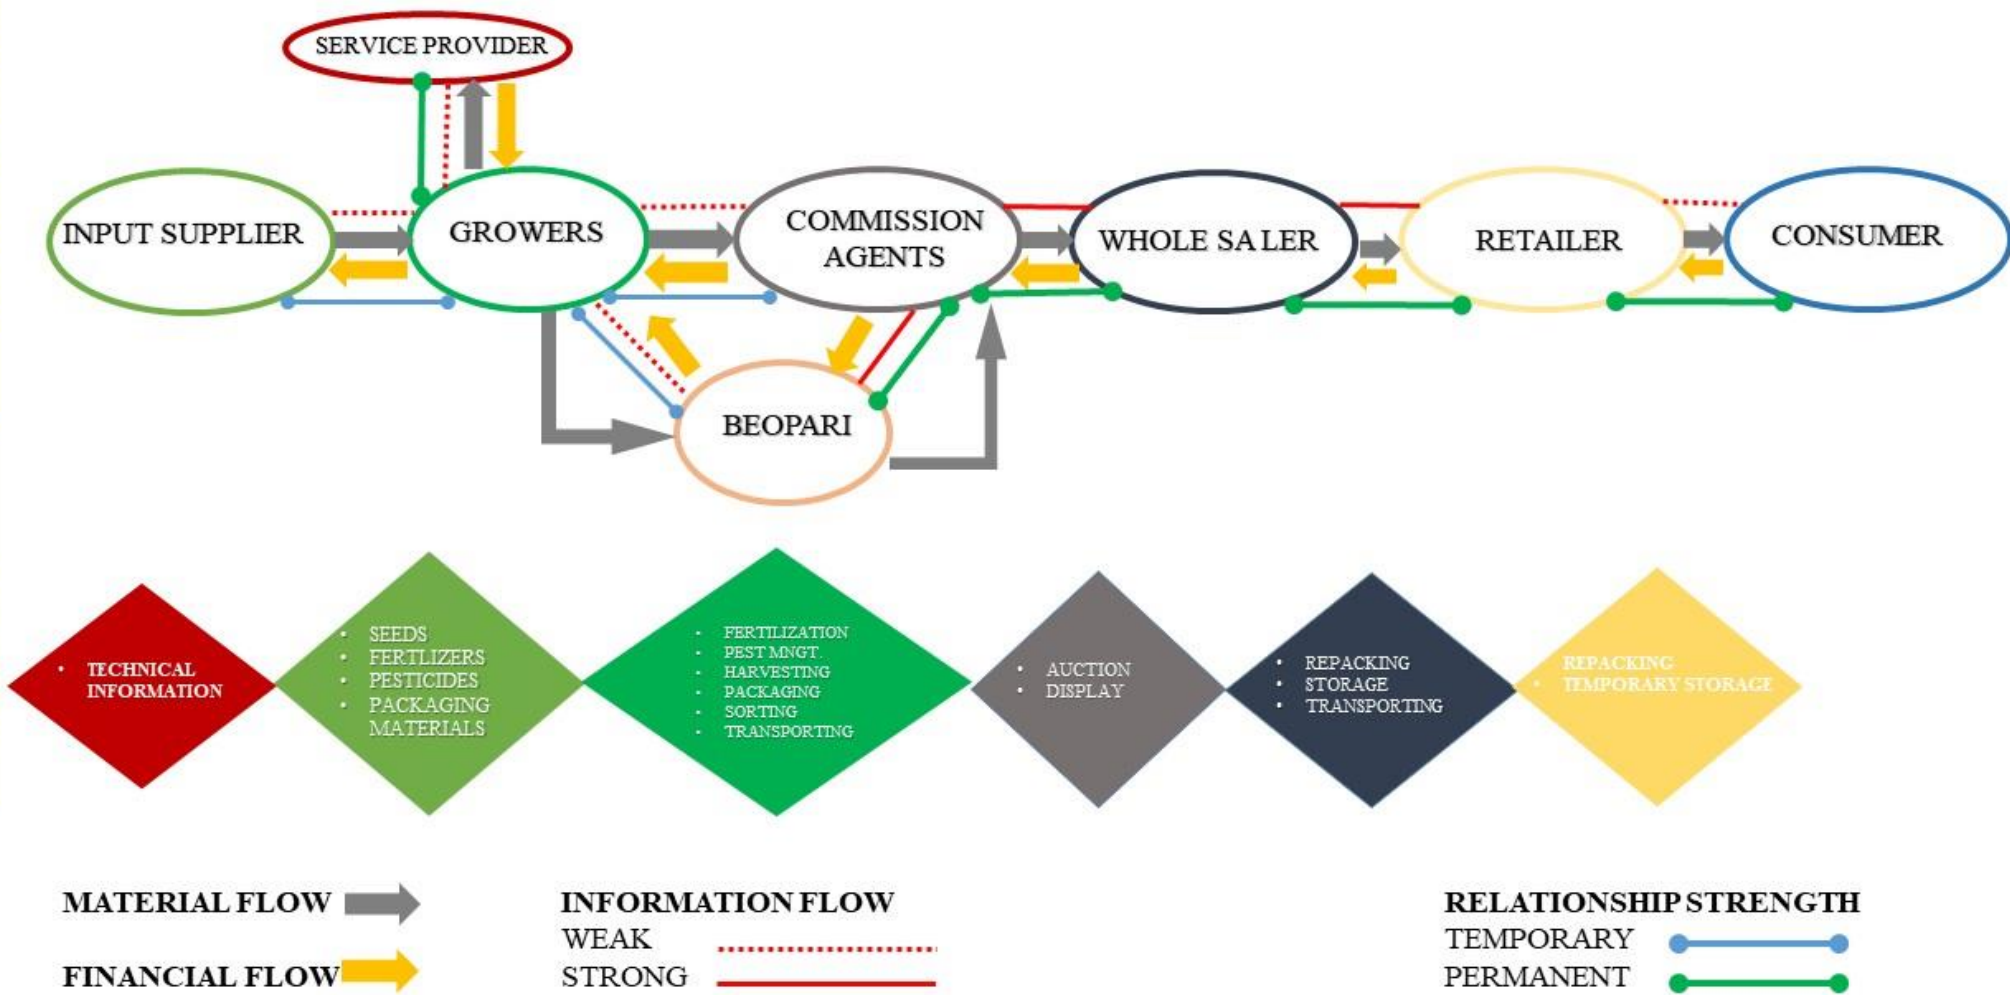 SERVICE PROVIDER
INPUT SUPPLIER
GROWERS
COMMISSION
AGENTS
WHOLE SALER
RETAILER
CONSUMER
BEOPARI
• TECHNICAL
INFORMATION
• SEEDS
• FERTLIZERS
• PESTICIDES
• PACKAGING
MATERIALS
• FERTILIZATION
• PEST MNGT.
• HARVESTING
• PACKAGING
• SORTING
• TRANSPORTING
• AUCTION
• DISPLAY
• REPACKING
• STORAGE
• TRANSPORTING
REPACKING
• TEMPORARY STORAGE
MATERIAL FLOW
FINANCIAL FLOW
INFORMATION FLOW
WEAK
STRONG
RELATIONSHIP STRENGTH
TEMPORARY
PERMANENT